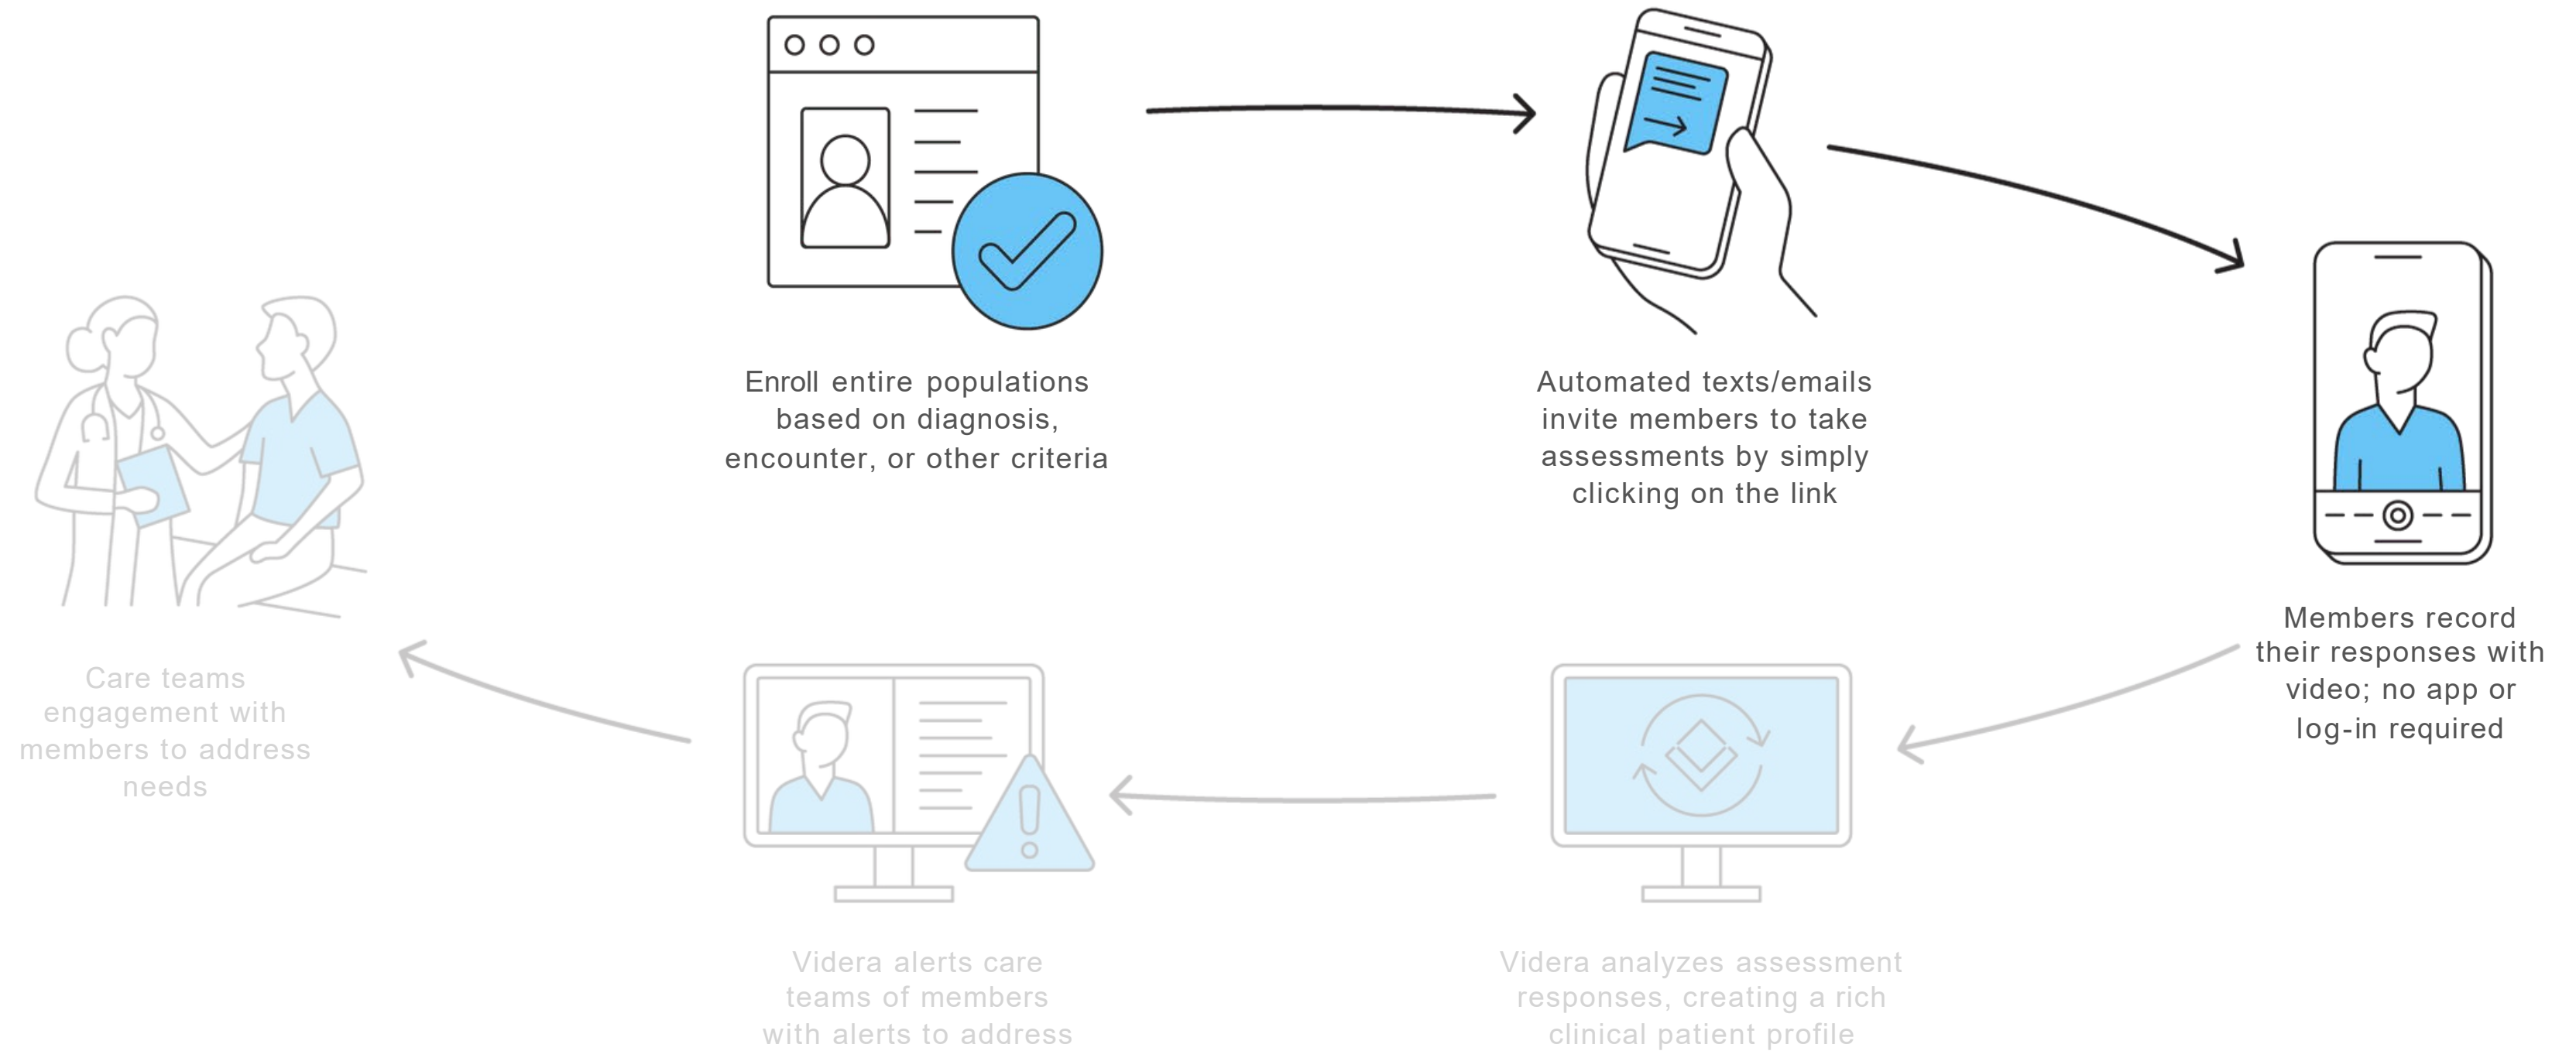 Enroll entire populations
based on diagnosis,
encounter, or other criteria
Automated texts/emails
invite members to take
assessments by simply
clicking on the link
Members record
their responses with
video; no app or
log-in required
Videra analyzes assessment
responses, creating a rich
clinical patient profile
Videra alerts care
teams of members
with alerts to address
Care teams
engagement with
members to address
needs